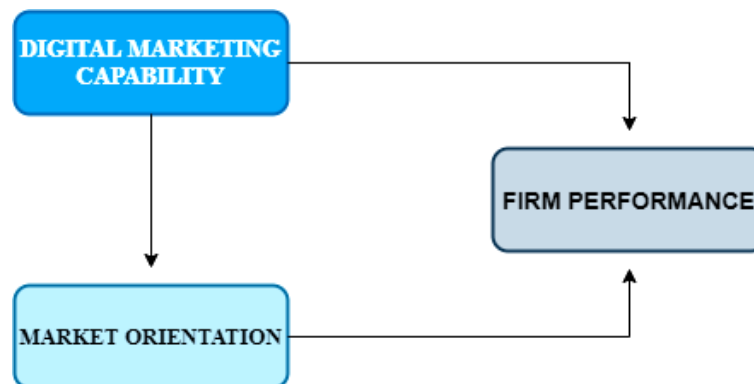 DIGITAL MARKETING
CAPABILITY
FIRM PERFORMANCE
MARKET ORIENTATION